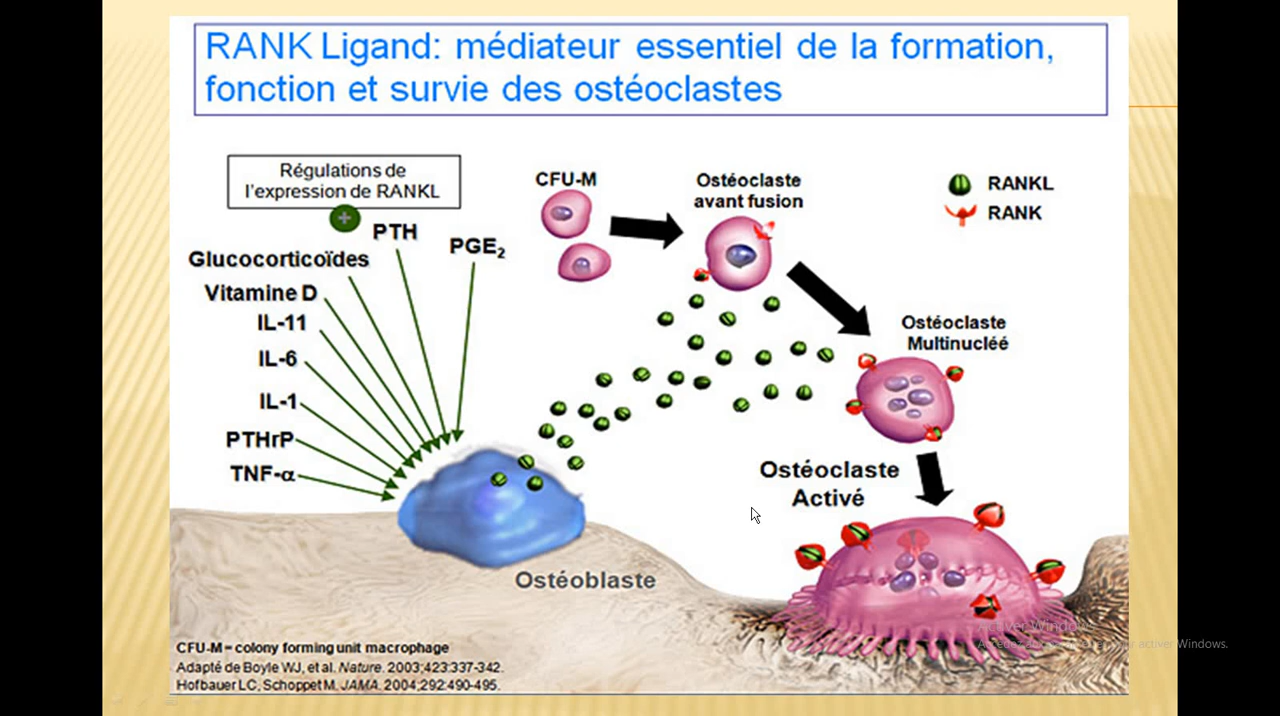 RANK Ligand: médiateur essentiel de la formation,
fonction et survie des ostéoclastes
Régulations de
l'expression de RANKL
+
PTH
PGE2
Glucocorticoïdes
Vitamine D
IL-11
IL-6
IL-1
PTHrP
TNF-α
CFU-M
Ostéoclaste
avant fusion
RANKL
RANK
Ostéoclaste
Multinucléé
Ostéoclaste
Activé
Ostéoblaste
CFU-M = colony forming unit macrophage
Adapté de Boyle WJ, et al. Nature. 2003;423:337-342.
Hofbauer LC, Schoppet M. JAMA. 2004;292:490-495.
Activer Windows
activer Windows.